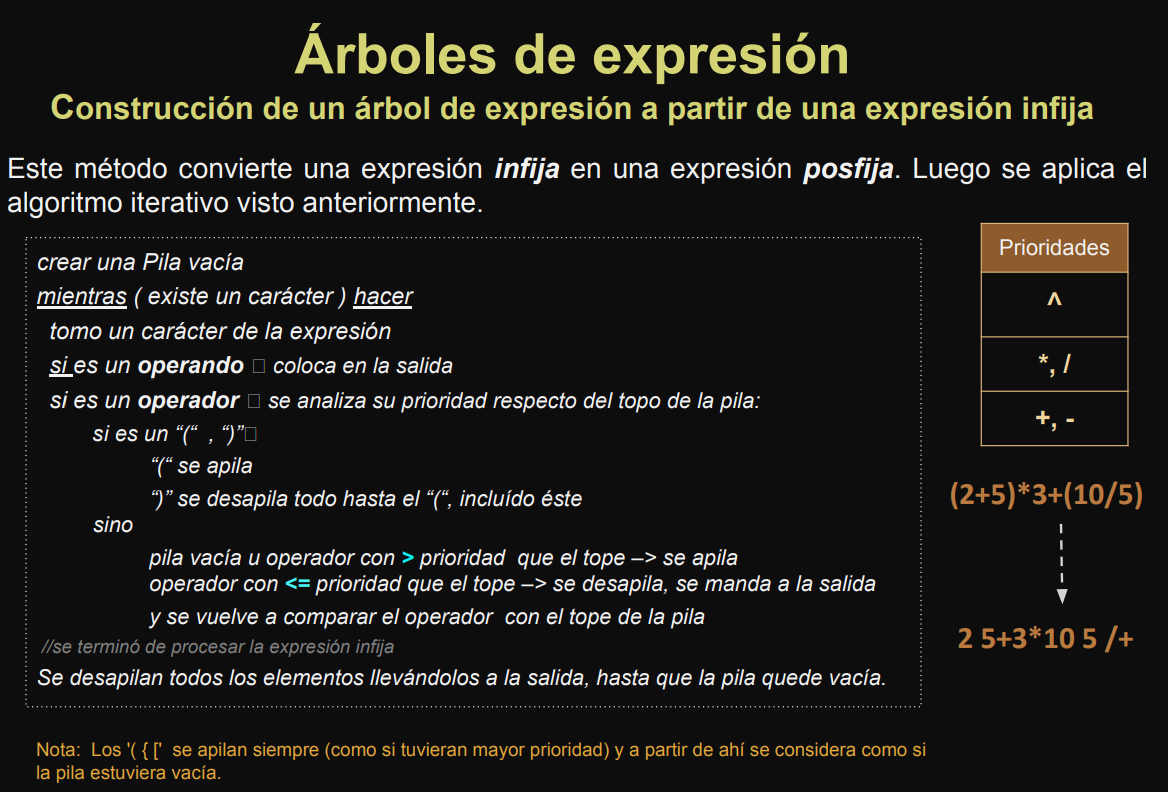 Árboles de expresión
Construcción de un árbol de expresión a partir de una expresión infija
Este método convierte una expresión infija en una expresión posfija. Luego se aplica el
algoritmo iterativo visto anteriormente.
crear una Pila vacía
mientras ( existe un carácter ) hacer
tomo un carácter de la expresión
si es un operando □ coloca en la salida
si es un operador □ se analiza su prioridad respecto del topo de la pila:
si es un “(“ , “)”□
“(“ se apila
“)” se desapila todo hasta el “(“, incluído éste
sino
pila vacía u operador con > prioridad que el tope –> se apila
operador con <= prioridad que el tope –> se desapila, se manda a la salida
y se vuelve a comparar el operador con el tope de la pila
//se terminó de procesar la expresión infija
Se desapilan todos los elementos llevándolos a la salida, hasta que la pila quede vacía.
Prioridades
^
*, /
+, -
(2+5)*3+(10/5)
2 5+3*10 5 /+
Nota: Los '( { [' se apilan siempre (como si tuvieran mayor prioridad) y a partir de ahí se considera como si
la pila estuviera vacía.